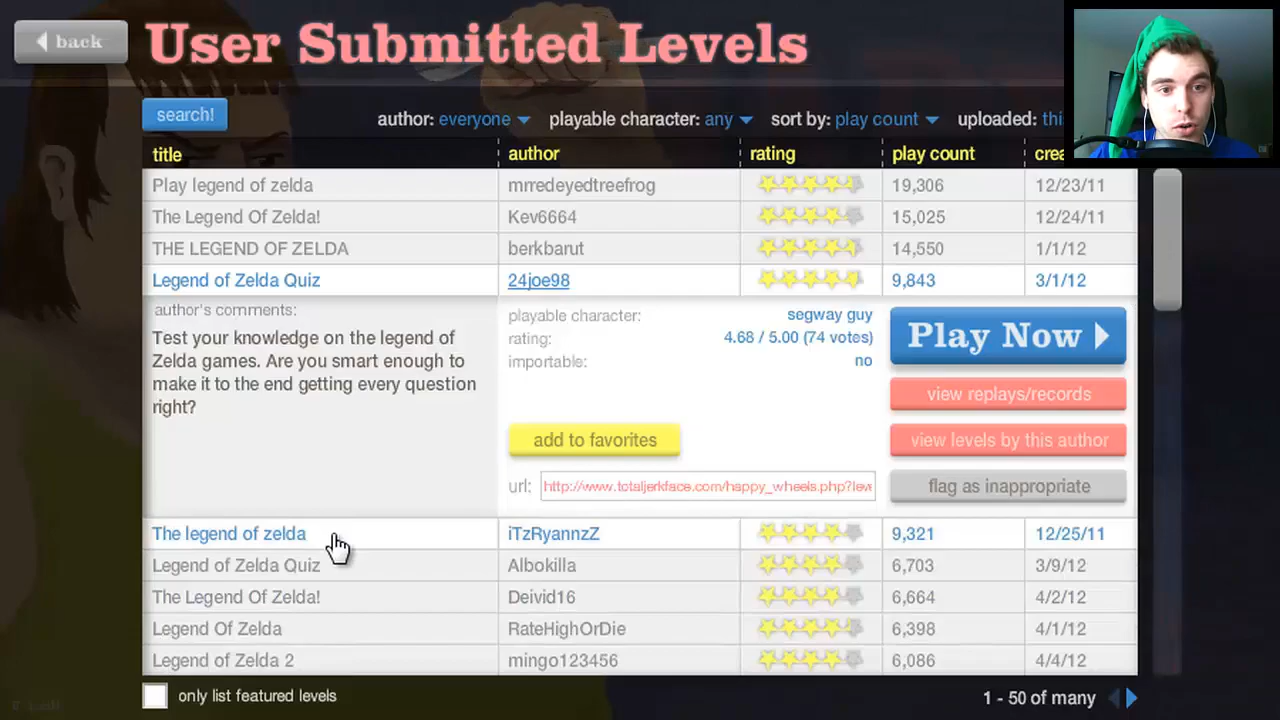 back
User Submitted Levels
search!
author: everyone playable character: any sort by: play count uploaded: thi
title author rating play count crea
Play legend of zelda mrredeyedtreefrog 19,306 12/23/11
The Legend Of Zelda! Kev6664 15,025 12/24/11
THE LEGEND OF ZELDA berkbarut 14,550 1/1/12
Legend of Zelda Quiz 24joe98 9,843 3/1/12
author's comments:
Test your knowledge on the legend of
Zelda games. Are you smart enough to
make it to the end getting every question
right?
playable character: segway guy
rating: 4.68 / 5.00 (74 votes)
importable: no
add to favorites
url: http://www.totaljerkface.com/happy_wheels.php?leve
Play Now
view replays/records
view levels by this author
flag as inappropriate
The legend of zelda iTzRyannzZ 9,321 12/25/11
Legend of Zelda Quiz Albokilla 6,703 3/9/12
The Legend Of Zelda! Deivid16 6,664 4/2/12
Legend Of Zelda RateHighOrDie 6,398 4/1/12
Legend of Zelda 2 mingo123456 6,086 4/4/12
only list featured levels
1 - 50 of many